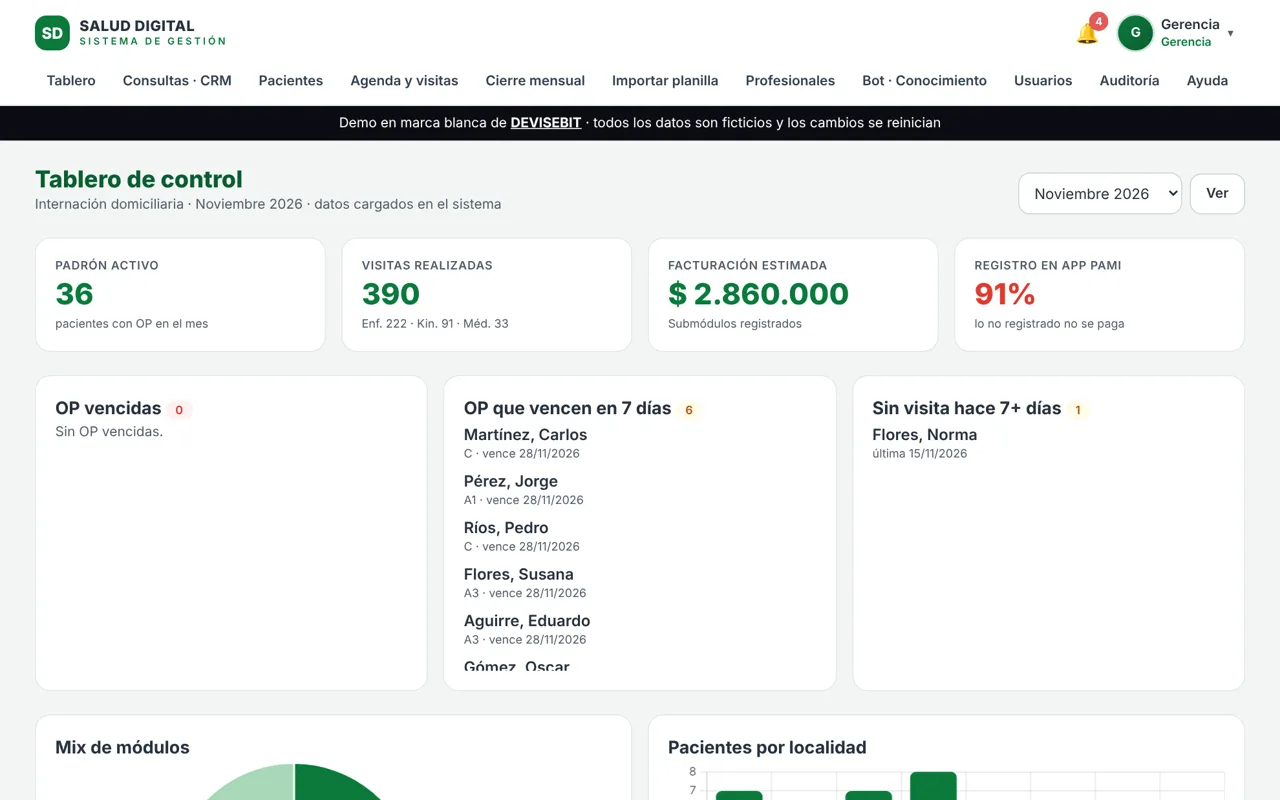 SD
SALUD DIGITAL
SISTEMA DE GESTIÓN
4
G
Gerencia
Gerencia
Tablero
Consultas · CRM
Pacientes
Agenda y visitas
Cierre mensual
Importar planilla
Profesionales
Bot · Conocimiento
Usuarios
Auditoría
Ayuda
Demo en marca blanca de DEVISEBIT · todos los datos son ficticios y los cambios se reinician
Tablero de control
Internación domiciliaria · Noviembre 2026 · datos cargados en el sistema
Noviembre 2026
Ver
PADRÓN ACTIVO
36
pacientes con OP en el mes
VISITAS REALIZADAS
390
Enf. 222 · Kin. 91 · Méd. 33
FACTURACIÓN ESTIMADA
$ 2.860.000
Submódulos registrados
REGISTRO EN APP PAMI
91%
lo no registrado no se paga
OP vencidas 0
Sin OP vencidas.
OP que vencen en 7 días 6
Martínez, Carlos
C · vence 28/11/2026
Pérez, Jorge
A1 · vence 28/11/2026
Ríos, Pedro
C · vence 28/11/2026
Flores, Susana
A3 · vence 28/11/2026
Aguirre, Eduardo
A3 · vence 28/11/2026
Gómez, Oscar
Sin visita hace 7+ días 1
Flores, Norma
última 15/11/2026
Mix de módulos
Pacientes por localidad
8
7